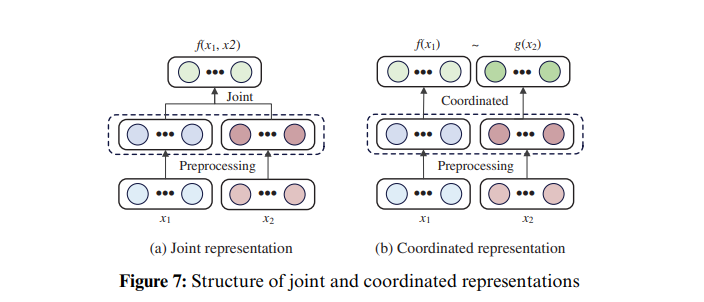 f(x1, x2)
Joint
Preprocessing
x1
x2
(a) Joint representation
f(x1) ~ g(x2)
Coordinated
Preprocessing
x1
x2
(b) Coordinated representation
Figure 7: Structure of joint and coordinated representations